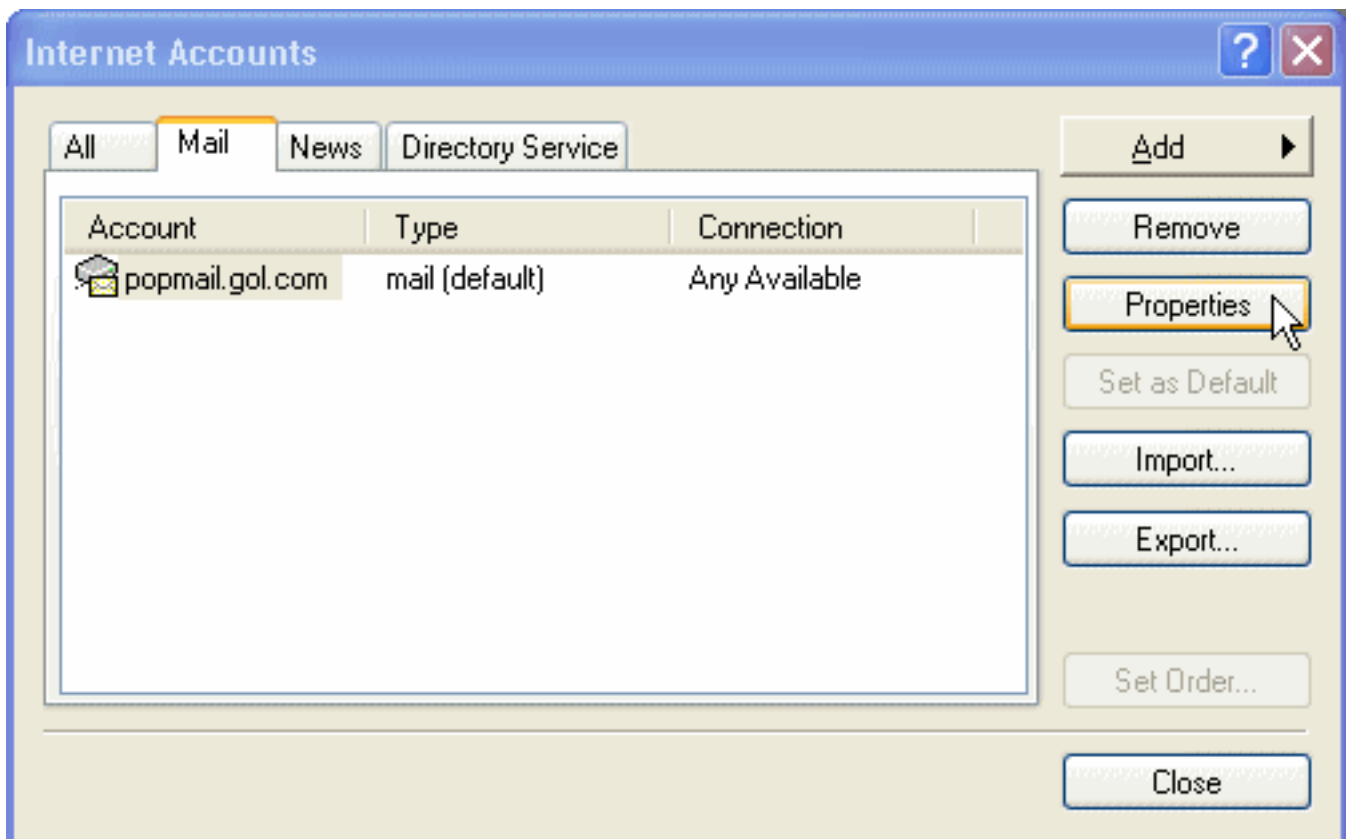 Internet Accounts
All Mail News Directory Service
Add
Account Type Connection
Remove
popmail.gol.com mail (default) Any Available
Properties
Set as Default
Import...
Export...
Set Order...
Close